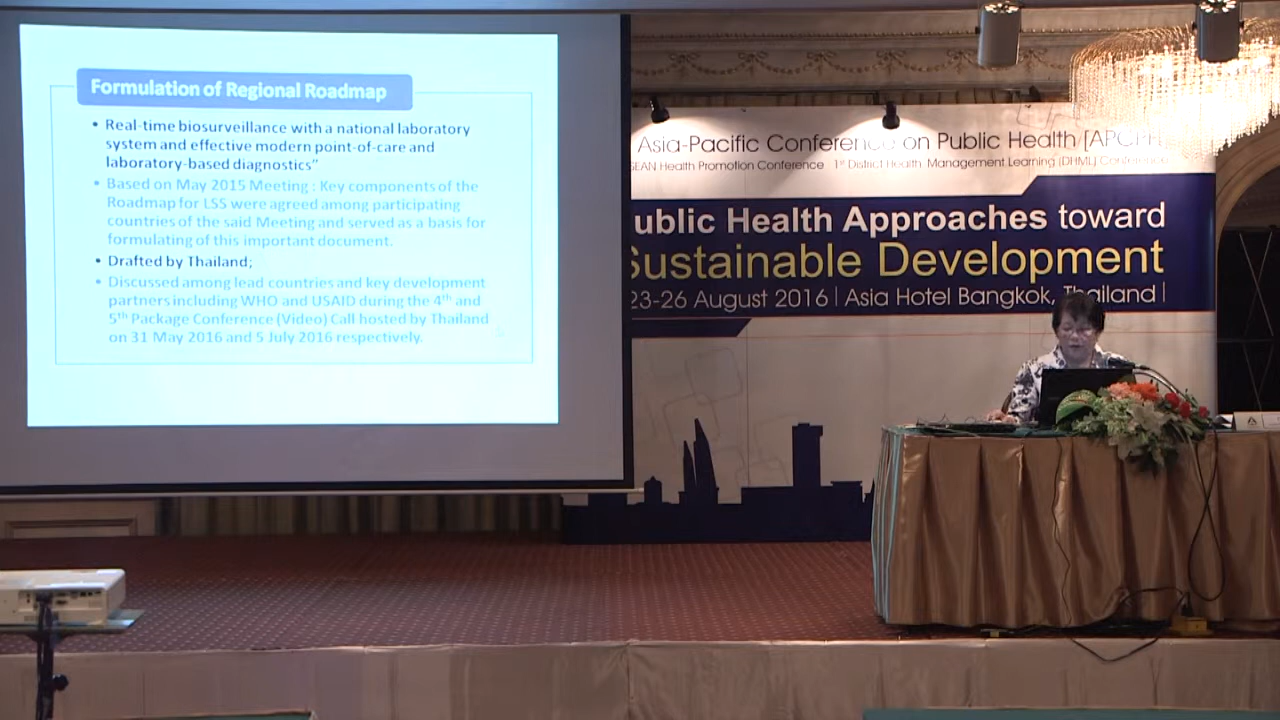 Formulation of Regional Roadmap
• Real-time biosurveillance with a national laboratory
system and effective modern point-of-care and
laboratory-based diagnostics”
• Based on May 2015 Meeting : Key components of the
Roadmap for LSS were agreed among participating
countries of the said Meeting and served as a basis for
formulating of this important document.
• Drafted by Thailand;
• Discussed among lead countries and key development
partners including WHO and USAID during the 4th and
5th Package Conference (Video) Call hosted by Thailand
on 31 May 2016 and 5 July 2016 respectively.
Asia-Pacific Conference on Public Health [APCPH
EAN Health Promotion Conference 1st District Health Management Learning (DHML) Conference
ublic Health Approaches toward
Sustainable Development
23-26 August 2016 | Asia Hotel Bangkok, Thailand |